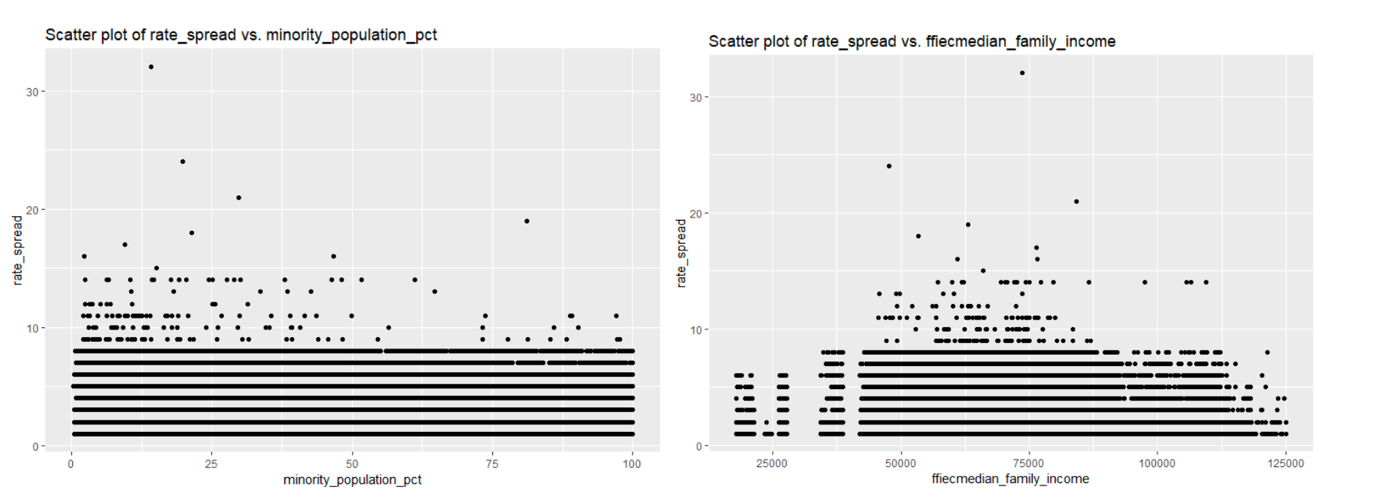 Scatter plot of rate_spread vs. minority_population_pct
30
20
10
0
rate_spread
0 25 50 75 100
minority_population_pct
Scatter plot of rate_spread vs. ffiecmedian_family_income
30
20
10
0
rate_spread
25000 50000 75000 100000 125000
ffiecmedian_family_income